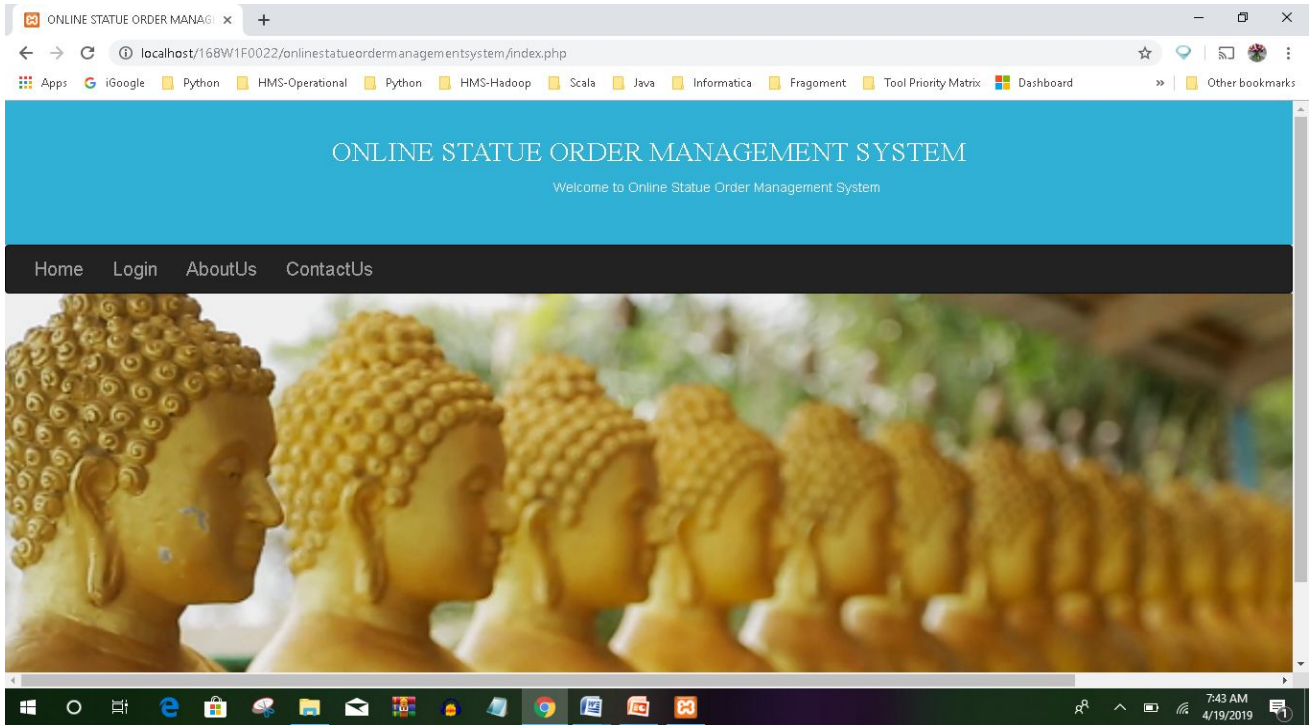 ONLINE STATUE ORDER MANAG
localhost/168W1F0022/onlinestatueordermanagementsystem/index.php
Apps iGoogle Python HMS-Operational Python HMS-Hadoop Scala Java Informatica Fragoment Tool Priority Matrix Dashboard » Other bookmarks
ONLINE STATUE ORDER MANAGEMENT SYSTEM
Welcome to Online Statue Order Management System
Home Login AboutUs ContactUs
7:43 AM
4/19/2019